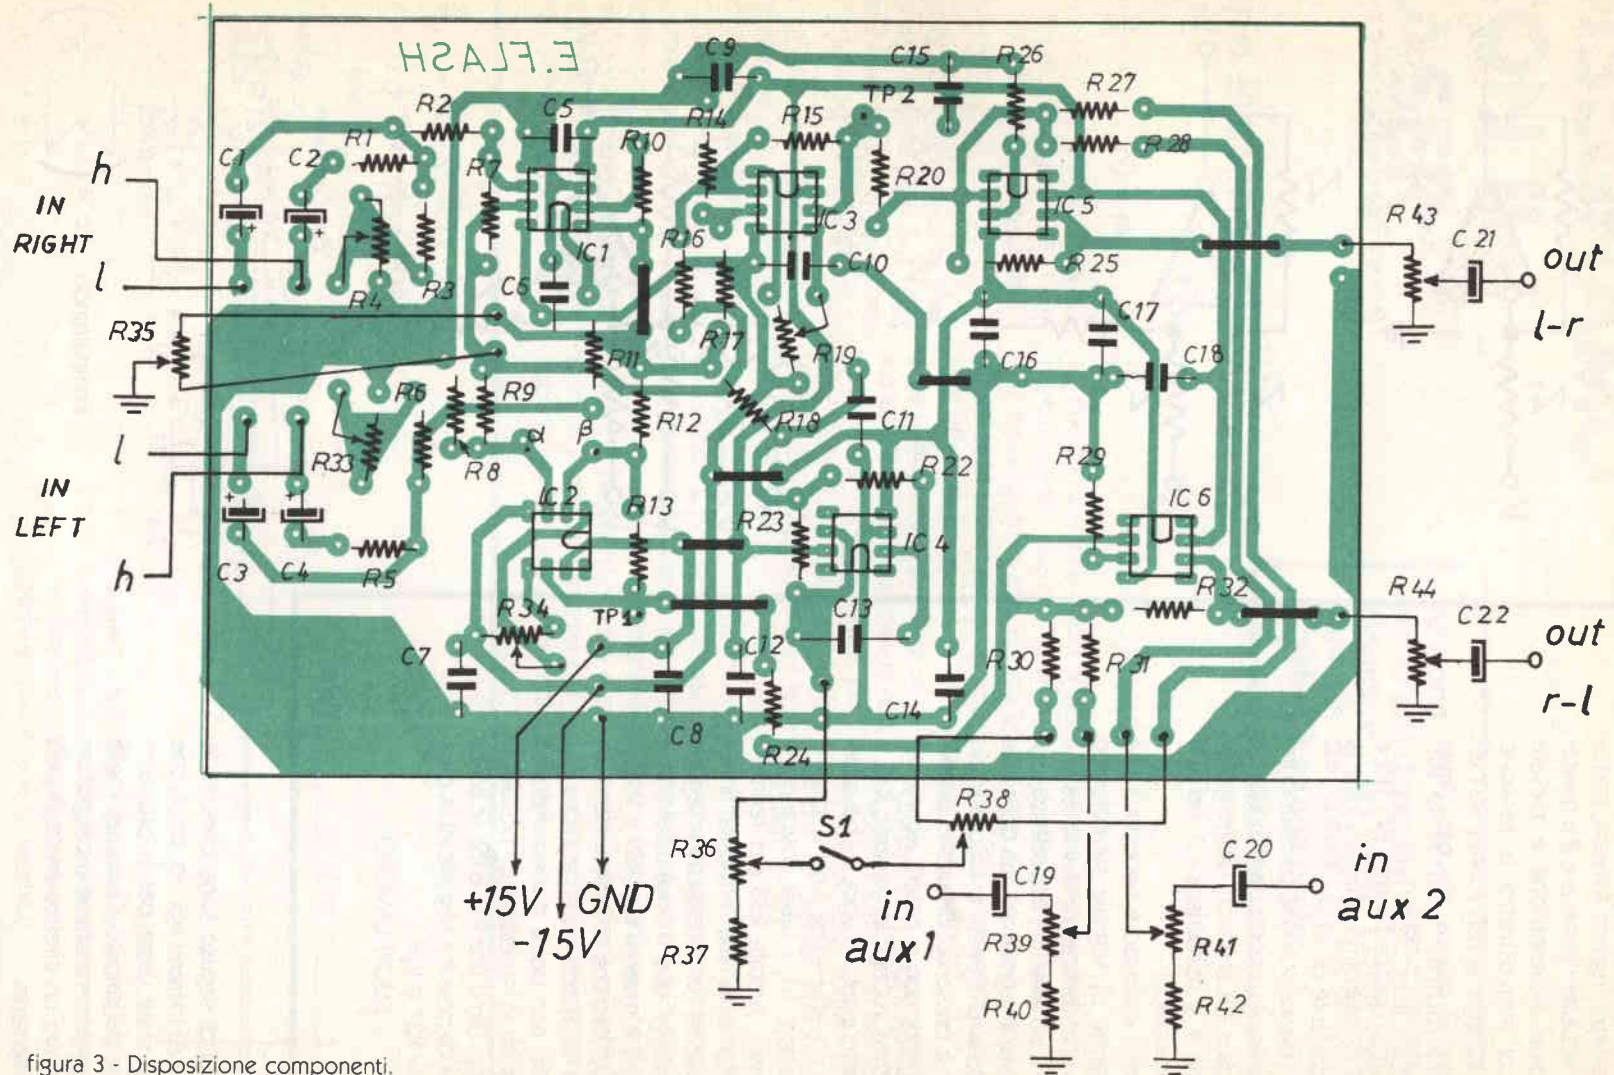 E.FLASH
C9
C15
R26
R27
R2
C5
R14
R15
TP2
R1
R10
R28
C1
C2
R7
R20
h
IN
RIGHT
l
IC3
IC5
R43
C21
out
l-r
IC1
R16
C10
R25
R4
R3
C6
R35
R11
R17
R19
C16
C17
C18
R6
R9
R12
R18
C11
l
R33
R8
α
β
R22
R29
IN
LEFT
h
IC2
R13
R23
IC4
IC6
C3
C4
R5
R34
TP1
C13
R32
R44
C22
out
r-l
C7
C12
R30
R31
C8
R24
C14
+15V
-15V
GND
R36
S1
R38
R37
in
aux 1
C19
R39
R40
C20
in
aux 2
R41
R42
figura 3 - Disposizione componenti.